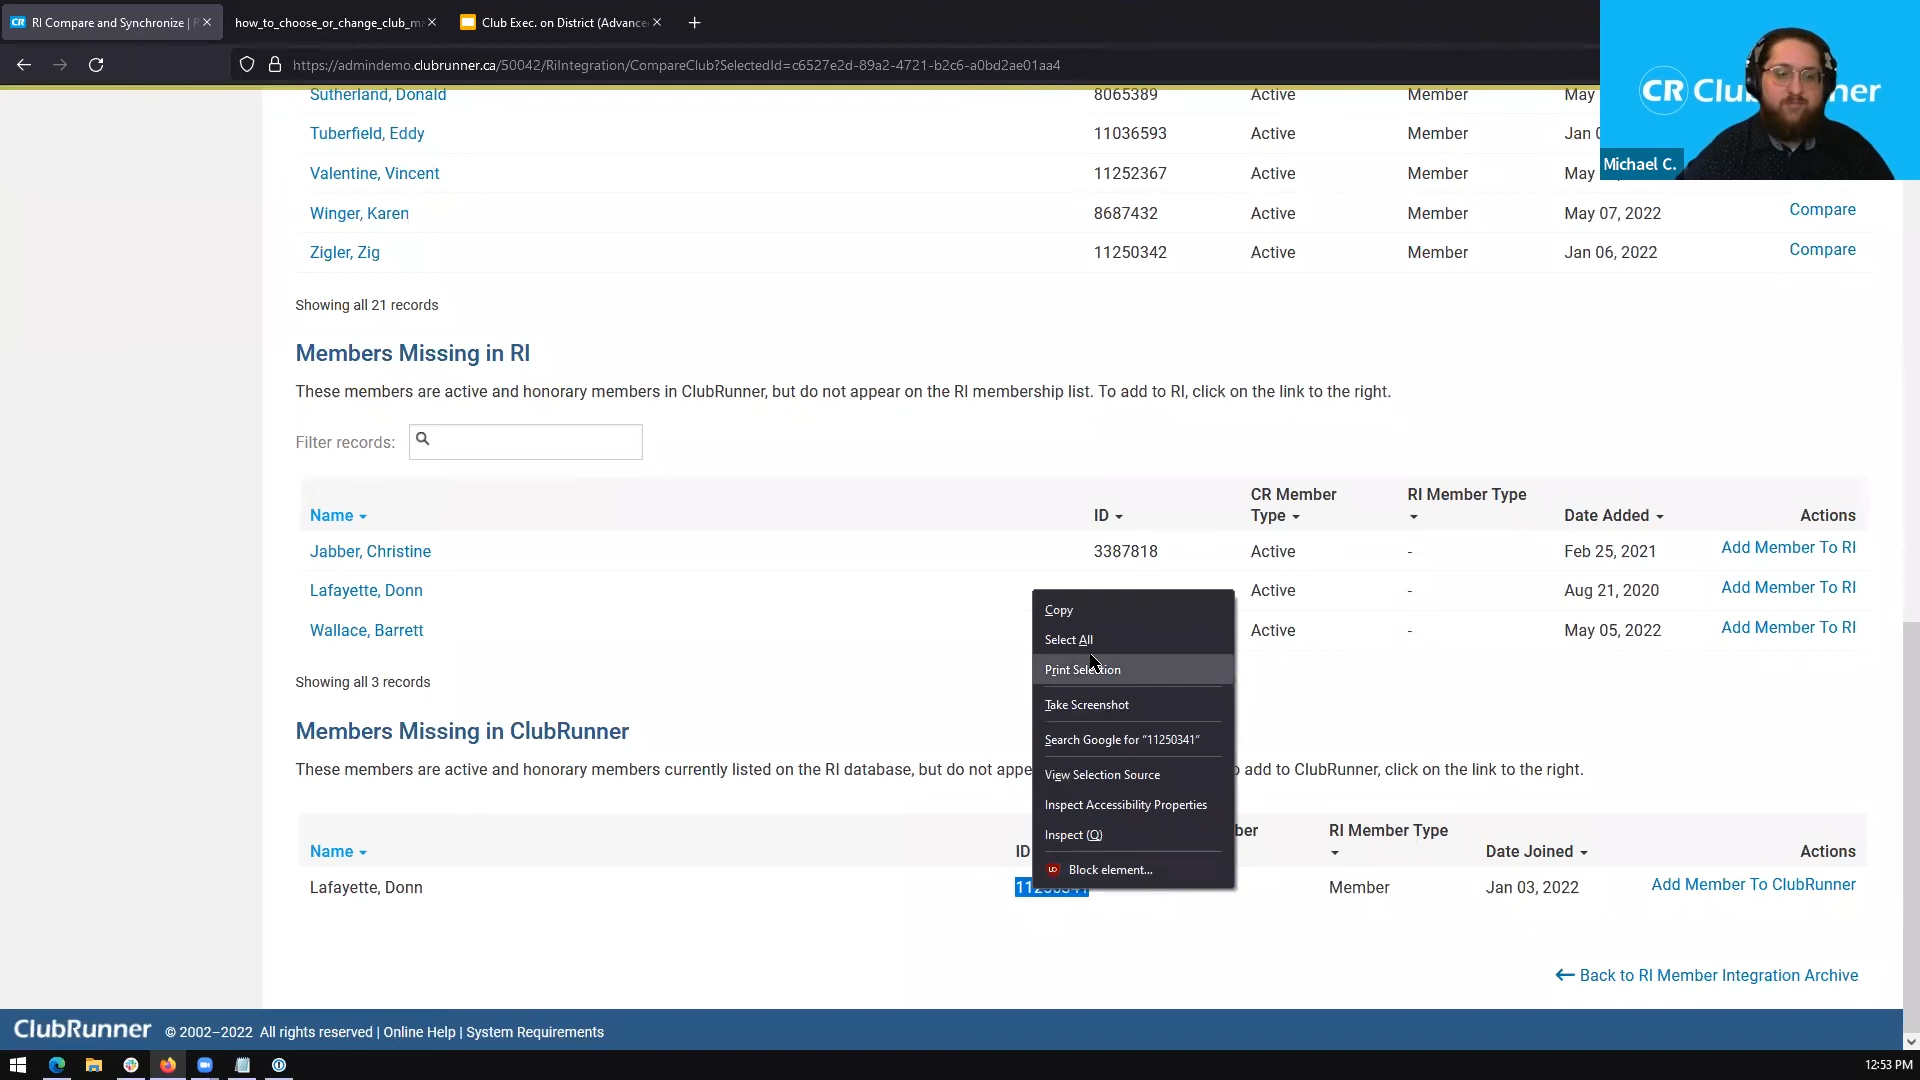 RI Compare and Synchronize |
how_to_choose_or_change_club_m
Club Exec. on District (Advance
https://admindemo.clubrunner.ca/50042/RiIntegration/CompareClub?SelectedId=c6527e2d-89a2-4721-b2c6-a0bd2ae01aa4
CR Clu ner
Michael C.
Sutherland, Donald 8065389 Active Member May
Tuberfield, Eddy 11036593 Active Member Jan
Valentine, Vincent 11252367 Active Member May
Winger, Karen 8687432 Active Member May 07, 2022 Compare
Zigler, Zig 11250342 Active Member Jan 06, 2022 Compare
Showing all 21 records
Members Missing in RI
These members are active and honorary members in ClubRunner, but do not appear on the RI membership list. To add to RI, click on the link to the right.
Filter records:
Name ID CR Member Type RI Member Type Date Added Actions
Jabber, Christine 3387818 Active - Feb 25, 2021 Add Member To RI
Lafayette, Donn Active - Aug 21, 2020 Add Member To RI
Wallace, Barrett Active - May 05, 2022 Add Member To RI
Showing all 3 records
Copy
Select All
Print Selection
Take Screenshot
Search Google for "11250341"
View Selection Source
Inspect Accessibility Properties
Inspect (Q)
Block element...
Members Missing in ClubRunner
These members are active and honorary members currently listed on the RI database, but do not appe o add to ClubRunner, click on the link to the right.
Name ID ber RI Member Type Date Joined Actions
Lafayette, Donn 11250341 Member Jan 03, 2022 Add Member To ClubRunner
Back to RI Member Integration Archive
ClubRunner © 2002–2022 All rights reserved | Online Help | System Requirements
12:53 PM